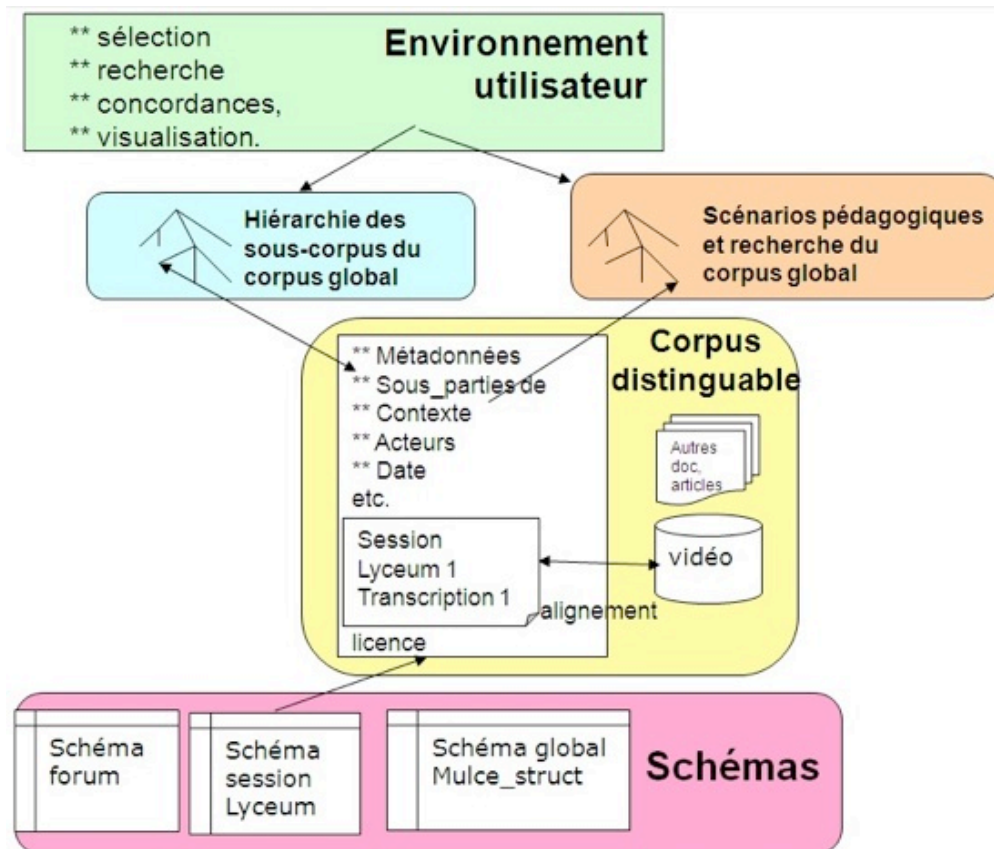 ** sélection
** recherche
** concordances,
** visualisation.
Environnement
utilisateur
Hiérarchie des
sous-corpus du
corpus global
Scénarios pédagogiques
et recherche du
corpus global
** Métadonnées
** Sous_parties de
** Contexte
** Acteurs
** Date
etc.
Session
Lyceum 1
Transcription 1
alignement
licence
Corpus
distinguable
Autres
doc,
articles
vidéo
Schéma
forum
Schéma
session
Lyceum
Schéma global
Mulce_struct
Schémas